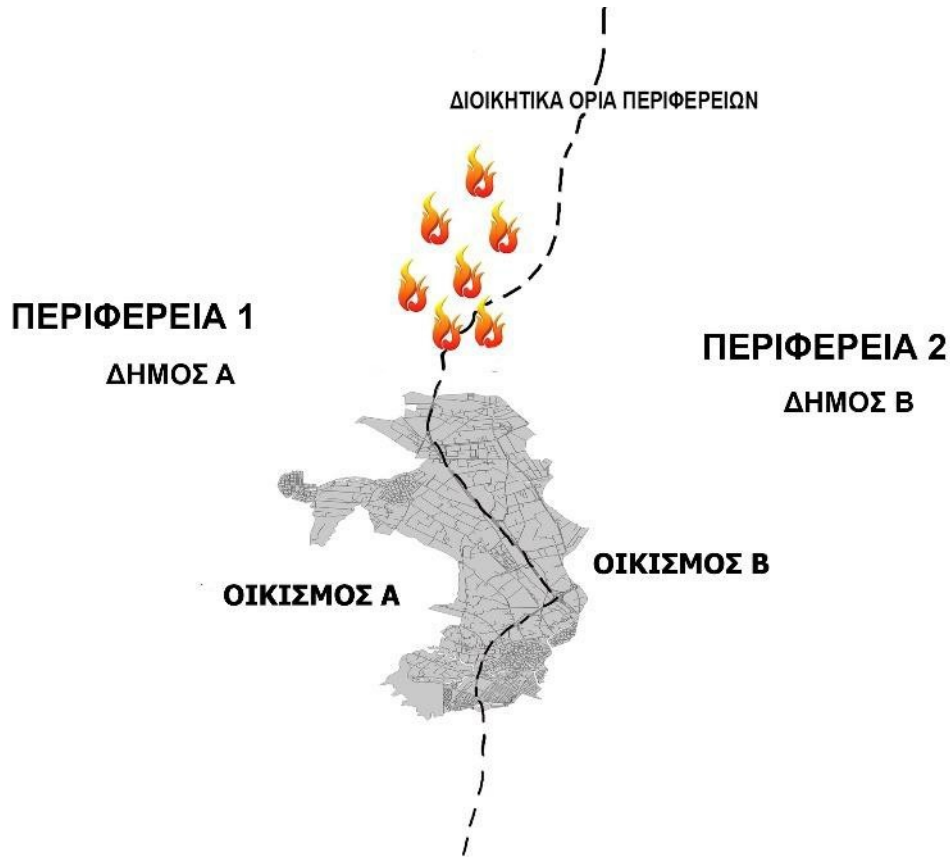 ΔΙΟΙΚΗΤΙΚΑ ΟΡΙΑ ΠΕΡΙΦΕΡΕΙΩΝ
ΠΕΡΙΦΕΡΕΙΑ 1
ΔΗΜΟΣ Α
ΠΕΡΙΦΕΡΕΙΑ 2
ΔΗΜΟΣ Β
ΟΙΚΙΣΜΟΣ Β
ΟΙΚΙΣΜΟΣ Α